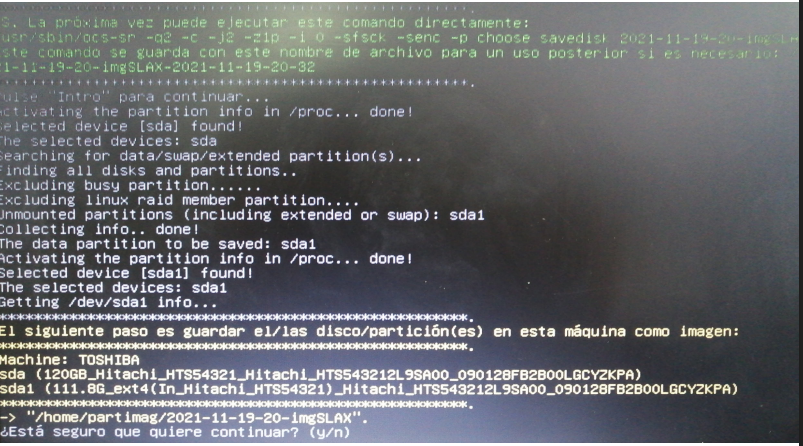 S. La próxima vez puede ejecutar este comando directamente:
usr/sbin/ocs-sr -q2 -c -j2 -z1p -i 0 -sfsck -senc -p choose savedisk 2021-11-19-20-imgSLA
ste comando se guarda con este nombre de archivo para un uso posterior si es necesario:
21-11-19-20-imgSLAX-2021-11-19-20-32
*****************************************************.
ulse "Intro" para continuar...
ctivating the partition info in /proc... done!
elected device [sda] found!
he selected devices: sda
Searching for data/swap/extended partition(s)...
Finding all disks and partitions..
Excluding busy partition......
Excluding linux raid member partition....
Unmounted partitions (including extended or swap): sda1
Collecting info.. done!
The data partition to be saved: sda1
Activating the partition info in /proc... done!
Selected device [sda1] found!
The selected devices: sda1
Getting /dev/sda1 info...
*****************************************************.
El siguiente paso es guardar el/las disco/partición(es) en esta máquina como imagen:
*****************************************************.
Machine: TOSHIBA
sda (120GB_Hitachi_HTS54321_Hitachi_HTS543212L9SA00_090128FB2B00LGCYZKPA)
sda1 (111.8G_ext4(In_Hitachi_HTS54321)_Hitachi_HTS543212L9SA00_090128FB2B00LGCYZKPA)
*****************************************************.
-> "/home/partimag/2021-11-19-20-imgSLAX".
¿Está seguro que quiere continuar? (y/n)